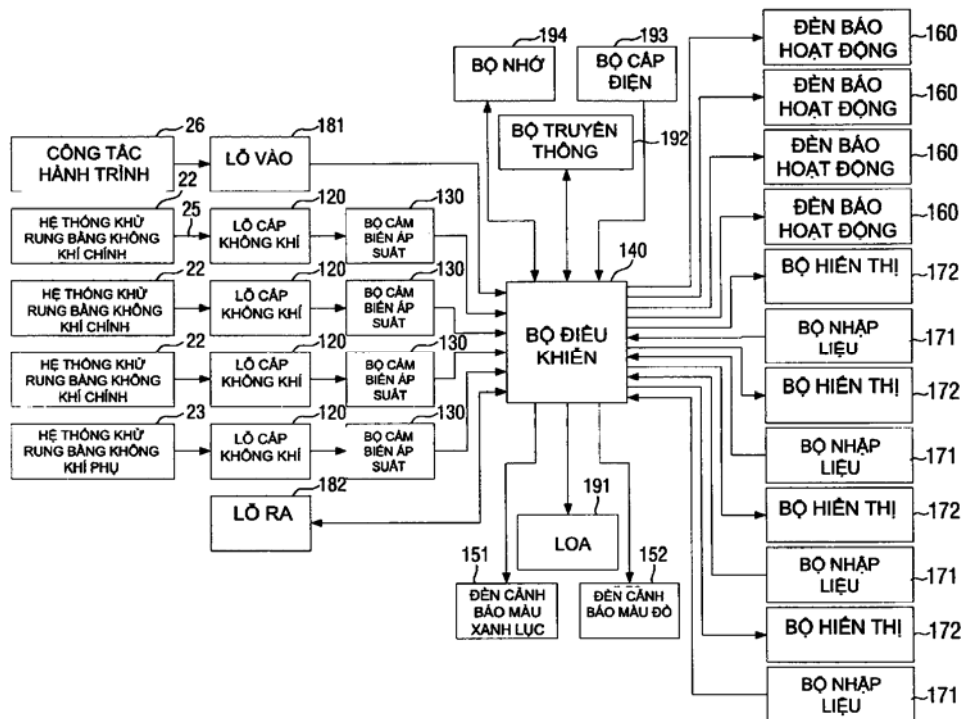 194
BỘ NHỚ
193
BỘ CẤP
ĐIỆN
BỘ TRUYỀN
THÔNG
192
26
CÔNG TẮC
HÀNH TRÌNH
181
LỖ VÀO
22
HỆ THỐNG KHỬ
RUNG BẰNG KHÔNG
KHÍ CHÍNH
25
120
LỖ CẤP
KHÔNG KHÍ
130
BỘ CẢM
BIẾN ÁP
SUẤT
22
HỆ THỐNG KHỬ
RUNG BẰNG KHÔNG
KHÍ CHÍNH
120
LỖ CẤP
KHÔNG KHÍ
130
BỘ CẢM
BIẾN ÁP
SUẤT
22
HỆ THỐNG KHỬ
RUNG BẰNG KHÔNG
KHÍ CHÍNH
120
LỖ CẤP
KHÔNG KHÍ
130
BỘ CẢM
BIẾN ÁP
SUẤT
23
HỆ THỐNG KHỬ
RUNG BẰNG KHÔNG
KHÍ PHỤ
120
LỖ CẤP
KHÔNG KHÍ
130
BỘ CẢM
BIẾN ÁP
SUẤT
182
LỖ RA
140
BỘ ĐIỀU
KHIỂN
191
LOA
151
ĐÈN CẢNH
BÁO MÀU
XANH LỤC
152
ĐÈN CẢNH
BÁO MÀU ĐỎ
ĐÈN BÁO
HOẠT ĐỘNG
160
ĐÈN BÁO
HOẠT ĐỘNG
160
ĐÈN BÁO
HOẠT ĐỘNG
160
ĐÈN BÁO
HOẠT ĐỘNG
160
BỘ HIỂN THỊ
172
BỘ NHẬP
LIỆU
171
BỘ HIỂN THỊ
172
BỘ NHẬP
LIỆU
171
BỘ HIỂN THỊ
172
BỘ NHẬP
LIỆU
171
BỘ HIỂN THỊ
172
BỘ NHẬP
LIỆU
171